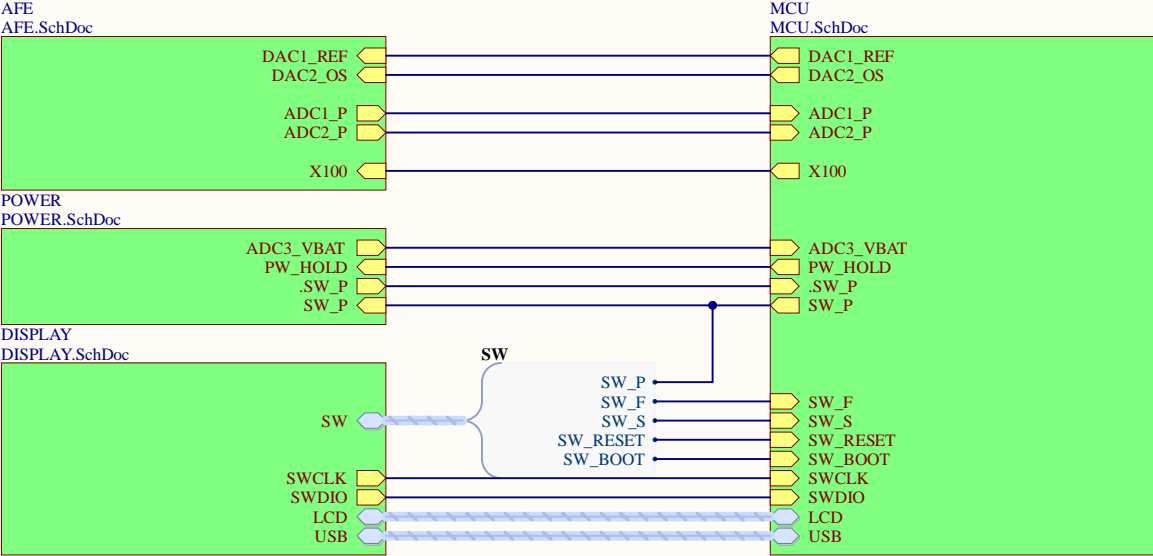 AFE
AFE.SchDoc
DAC1_REF
DAC2_OS
ADC1_P
ADC2_P
X100
POWER
POWER.SchDoc
ADC3_VBAT
PW_HOLD
.SW_P
SW_P
DISPLAY
DISPLAY.SchDoc
SW
SWCLK
SWDIO
LCD
USB
SW
SW_P
SW_F
SW_S
SW_RESET
SW_BOOT
MCU
MCU.SchDoc
DAC1_REF
DAC2_OS
ADC1_P
ADC2_P
X100
ADC3_VBAT
PW_HOLD
.SW_P
SW_P
SW_F
SW_S
SW_RESET
SW_BOOT
SWCLK
SWDIO
LCD
USB